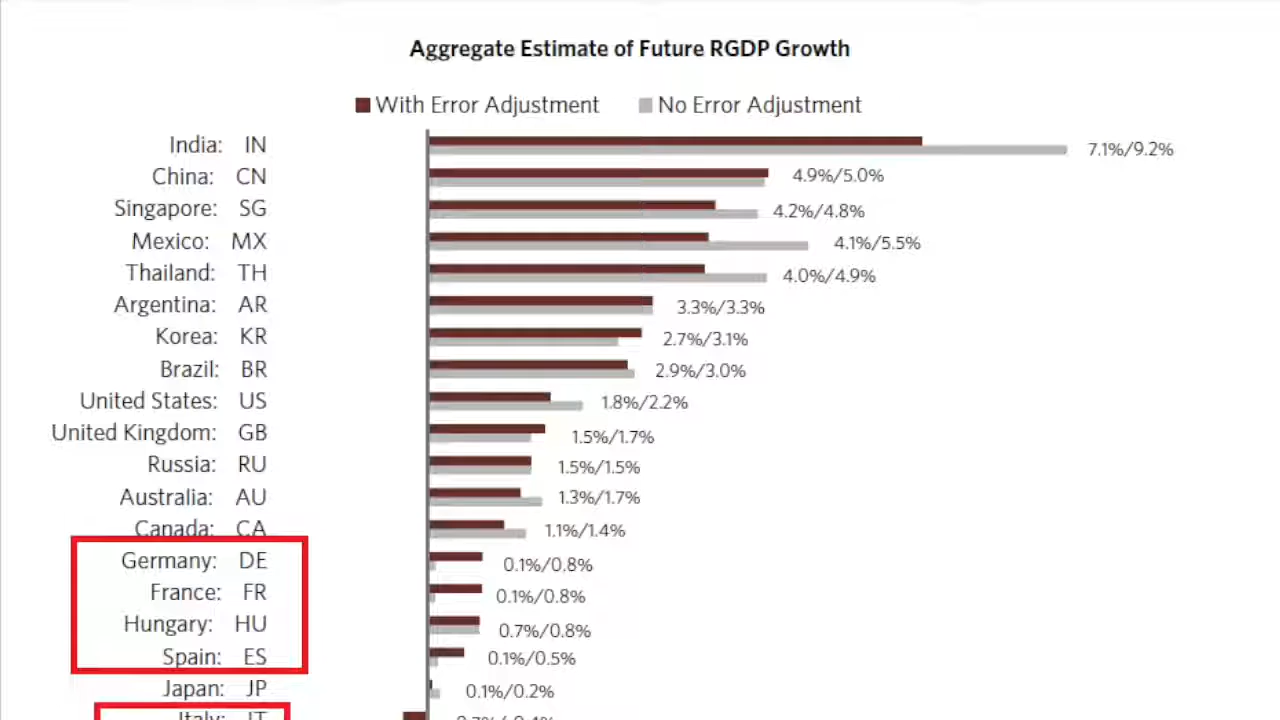 Aggregate Estimate of Future RGDP Growth
With Error Adjustment No Error Adjustment
India: IN 7.1%/9.2%
China: CN 4.9%/5.0%
Singapore: SG 4.2%/4.8%
Mexico: MX 4.1%/5.5%
Thailand: TH 4.0%/4.9%
Argentina: AR 3.3%/3.3%
Korea: KR 2.7%/3.1%
Brazil: BR 2.9%/3.0%
United States: US 1.8%/2.2%
United Kingdom: GB 1.5%/1.7%
Russia: RU 1.5%/1.5%
Australia: AU 1.3%/1.7%
Canada: CA 1.1%/1.4%
Germany: DE 0.1%/0.8%
France: FR 0.1%/0.8%
Hungary: HU 0.7%/0.8%
Spain: ES 0.1%/0.5%
Japan: JP 0.1%/0.2%
Italy: IT